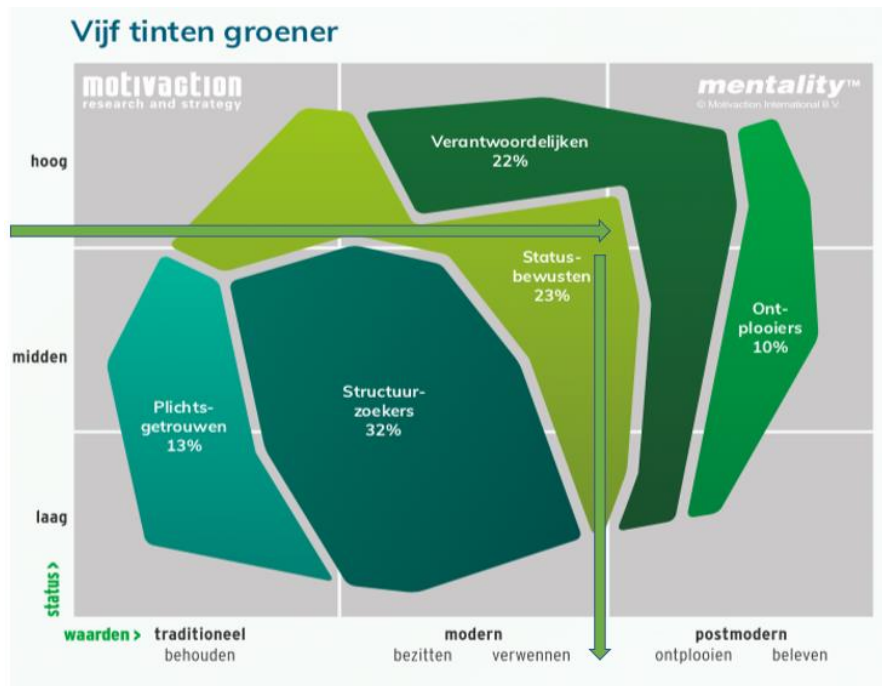 Vijf tinten groener
motivaction
research and strategy
mentality™
© Motivaction International B.V.
hoog
midden
laag
status>
Verantwoordelijken
22%
Status-
bewusten
23%
Ont-
plooiers
10%
Structuur-
zoekers
32%
Plichts-
getrouwen
13%
waarden> traditioneel modern postmodern
behouden bezitten verwennen ontplooien beleven